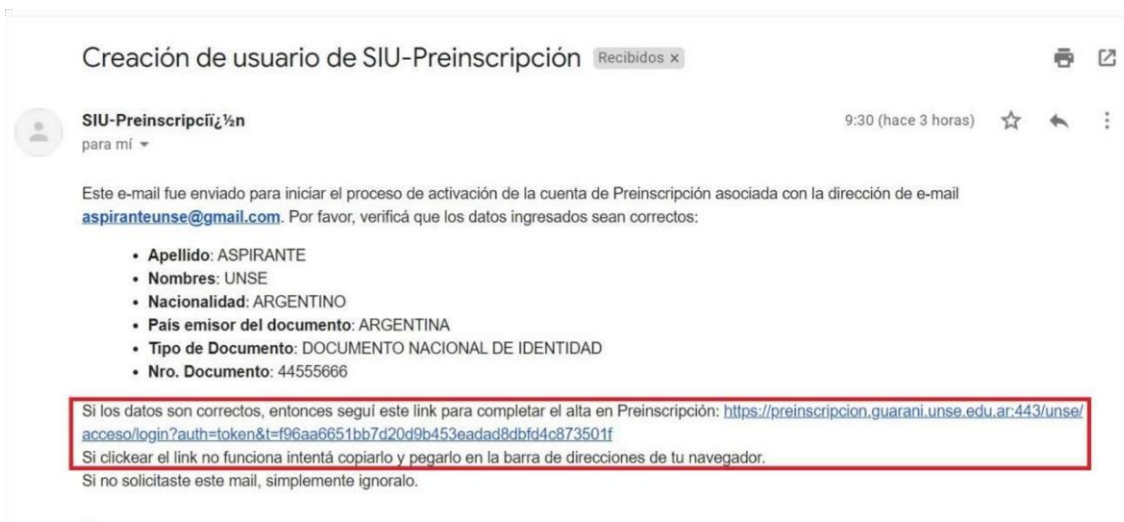 Creación de usuario de SIU-Preinscripción Recibidos x
SIU-Preinscripciï¿½n
9:30 (hace 3 horas)
para mí
Este e-mail fue enviado para iniciar el proceso de activación de la cuenta de Preinscripción asociada con la dirección de e-mail
aspiranteunse@gmail.com. Por favor, verificá que los datos ingresados sean correctos:
• Apellido: ASPIRANTE
• Nombres: UNSE
• Nacionalidad: ARGENTINO
• País emisor del documento: ARGENTINA
• Tipo de Documento: DOCUMENTO NACIONAL DE IDENTIDAD
• Nro. Documento: 44555666
Si los datos son correctos, entonces seguí este link para completar el alta en Preinscripción: https://preinscripcion.guarani.unse.edu.ar:443/unse/
acceso/login?auth=token&t=f96aa6651bb7d20d9b453eadad8dbfd4c873501f
Si clickear el link no funciona intentá copiarlo y pegarlo en la barra de direcciones de tu navegador.
Si no solicitaste este mail, simplemente ignoralo.